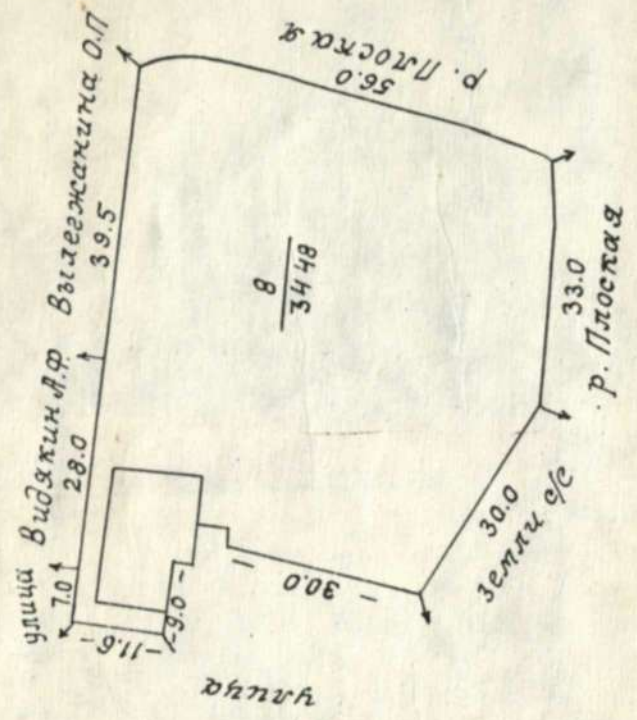 улица
7.0
Видякин А.Ф.
28.0
Вылегжанина О.П
39.5
р. Плоская
56.0
8
3448
33.0
р. Плоская
30.0
земли с/с
- 30.0 -
- 9.0 -
- 11.6 -
улица